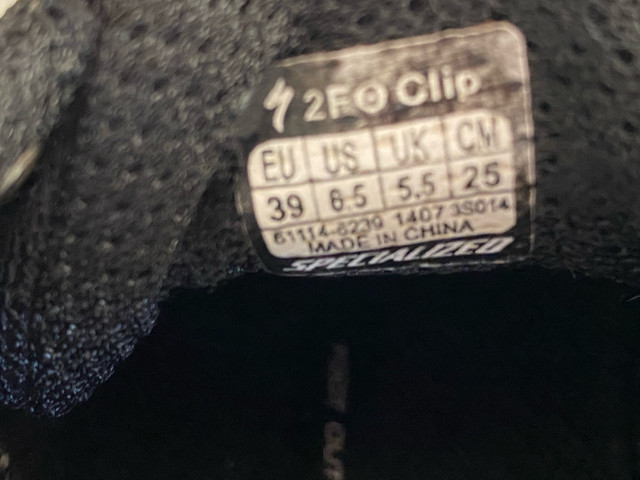 2FO Clip
EU US UK CM
39 6.5 5.5 25
61114-6239 1407 3S014
MADE IN CHINA
SPECIALIZED